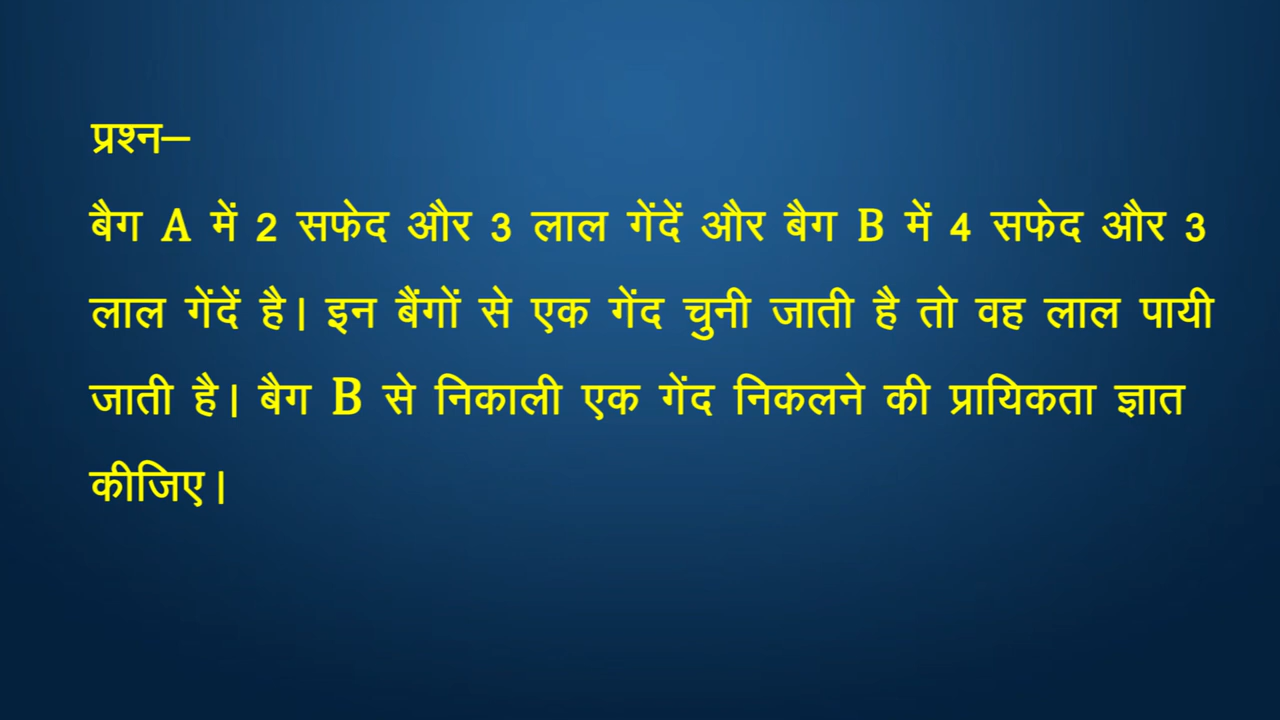 प्रश्न—
बैग A में 2 सफेद और 3 लाल गेंदें और बैग B में 4 सफेद और 3
लाल गेंदें है। इन बैंगों से एक गेंद चुनी जाती है तो वह लाल पायी
जाती है। बैग B से निकाली एक गेंद निकलने की प्रायिकता ज्ञात
कीजिए।